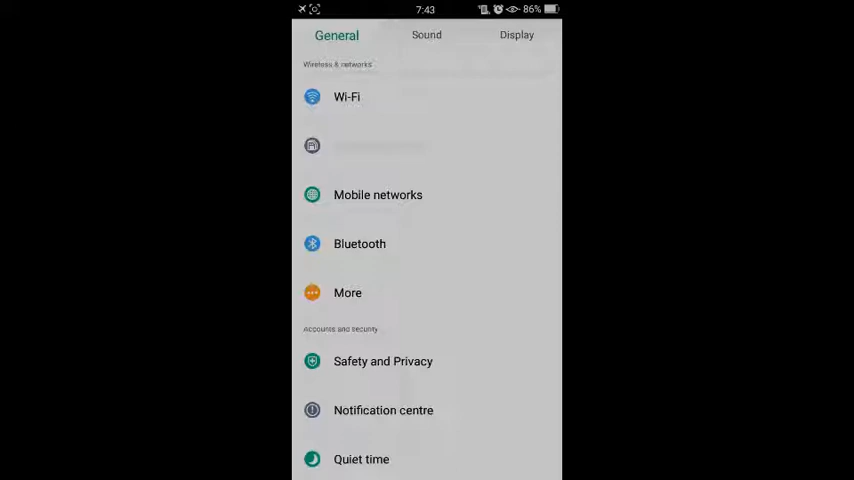 7:43 86%
General Sound Display
Wireless & networks
Wi-Fi
Mobile networks
Bluetooth
More
Accounts and security
Safety and Privacy
Notification centre
Quiet time